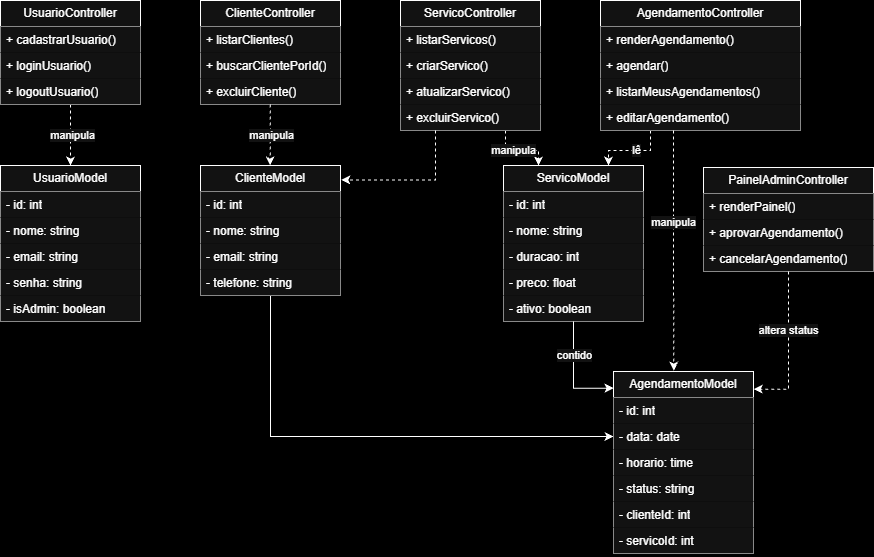 UsuarioController
+ cadastrarUsuario()
+ loginUsuario()
+ logoutUsuario()
ClienteController
+ listarClientes()
+ buscarClientePorId()
+ excluirCliente()
ServicoController
+ listarServicos()
+ criarServico()
+ atualizarServico()
+ excluirServico()
AgendamentoController
+ renderAgendamento()
+ agendar()
+ listarMeusAgendamentos()
+ editarAgendamento()
manipula
manipula
manipula
lê
UsuarioModel
- id: int
- nome: string
- email: string
- senha: string
- isAdmin: boolean
ClienteModel
- id: int
- nome: string
- email: string
- telefone: string
ServicoModel
- id: int
- nome: string
- duracao: int
- preco: float
- ativo: boolean
manipula
PainelAdminController
+ renderPainel()
+ aprovarAgendamento()
+ cancelarAgendamento()
altera status
contido
AgendamentoModel
- id: int
- data: date
- horario: time
- status: string
- clienteId: int
- servicoId: int